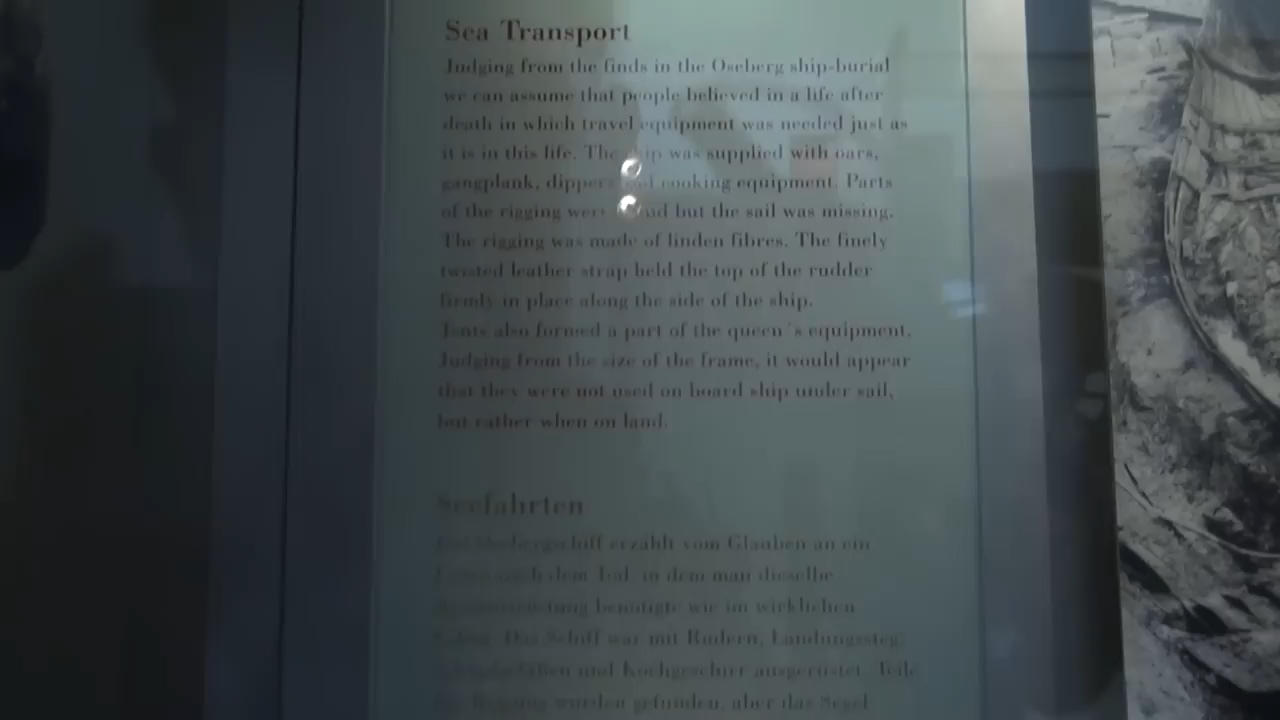 Sea Transport
Judging from the finds in the Oseberg ship-burial
we can assume that people believed in a life after
death in which travel equipment was needed just as
it is in this life. The ship was supplied with oars,
gangplank, dippers and cooking equipment. Parts
of the rigging were found but the sail was missing.
The rigging was made of linden fibres. The finely
twisted leather strap held the top of the rudder
firmly in place along the side of the ship.
Tents also formed a part of the queen´s equipment.
Judging from the size of the frame, it would appear
that they were not used on board ship under sail,
but rather when on land.
Seefahrten
erzählt vom Glauben an ein
dem Tod, in dem man dieselbe
benötigte wie im wirklichen
Das Schiff war mit Rudern, Landungssteg,
und Kochgeschirr ausgerüstet. Teile
wurden gefunden, aber das Segel